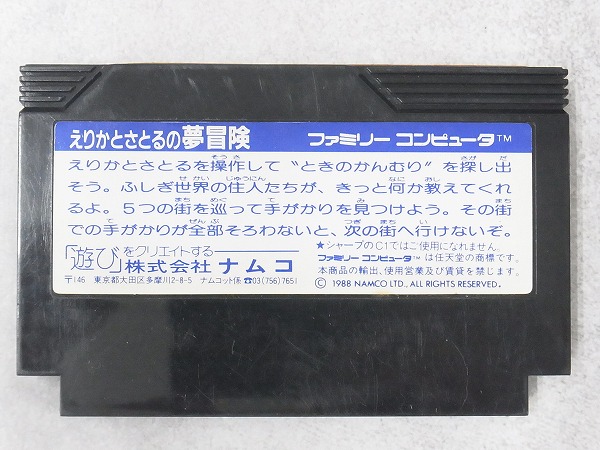 えりかとさとるの夢冒険 ファミリー コンピュータ™
えりかとさとるを操作して〝ときのかんむり〟を探し出
そう。ふしぎ世界の住人たちが、きっと何か教えてくれ
るよ。5つの街を巡って手がかりを見つけよう。その街
での手がかりが全部そろわないと、次の街へ行けないぞ。
「遊び」をクリエイトする
株式会社 ナムコ
〒146 東京都大田区多摩川2-8-5 ナムコット係 ☎03(756)7651
★シャープのC1ではご使用になれません。
ファミリー コンピュータ™ は任天堂の商標です。
本商品の輸出、使用営業及び賃貸を禁じます。
© 1988 NAMCO LTD., ALL RIGHTS RESERVED.